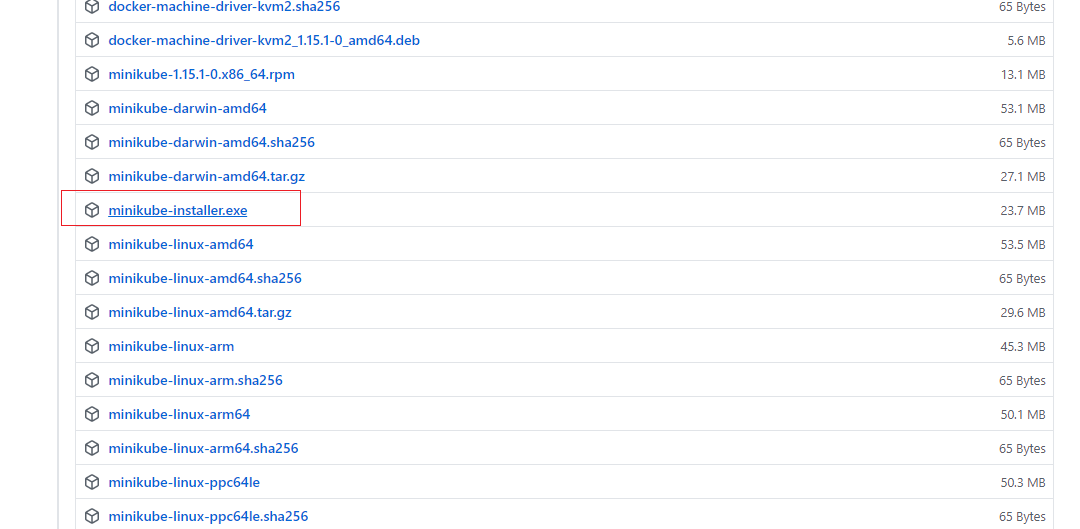 docker-machine-driver-kvm2.sha256 65 Bytes
docker-machine-driver-kvm2_1.15.1-0_amd64.deb 5.6 MB
minikube-1.15.1-0.x86_64.rpm 13.1 MB
minikube-darwin-amd64 53.1 MB
minikube-darwin-amd64.sha256 65 Bytes
minikube-darwin-amd64.tar.gz 27.1 MB
minikube-installer.exe 23.7 MB
minikube-linux-amd64 53.5 MB
minikube-linux-amd64.sha256 65 Bytes
minikube-linux-amd64.tar.gz 29.6 MB
minikube-linux-arm 45.3 MB
minikube-linux-arm.sha256 65 Bytes
minikube-linux-arm64 50.1 MB
minikube-linux-arm64.sha256 65 Bytes
minikube-linux-ppc64le 50.3 MB
minikube-linux-ppc64le.sha256 65 Bytes